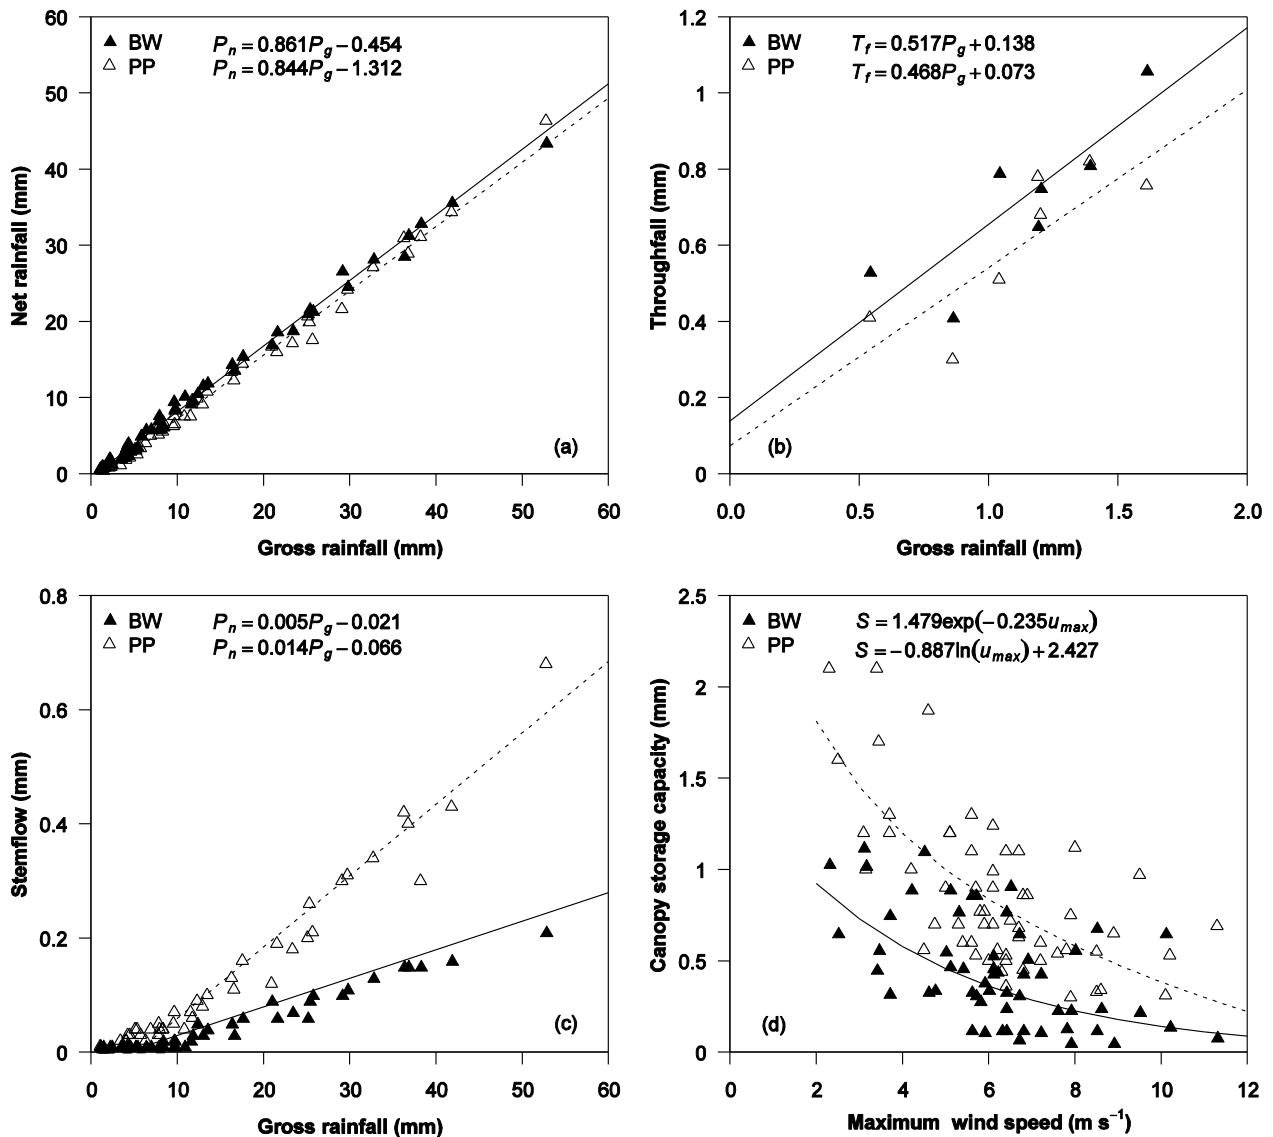 60
50
40
30
20
10
0
Net rainfall (mm)
▲ BW Pn = 0.861Pg − 0.454
△ PP Pn = 0.844Pg − 1.312
(a)
0 10 20 30 40 50 60
Gross rainfall (mm)
1.2
1
0.8
0.6
0.4
0.2
0
Throughfall (mm)
▲ BW Tf = 0.517Pg + 0.138
△ PP Tf = 0.468Pg + 0.073
(b)
0.0 0.5 1.0 1.5 2.0
Gross rainfall (mm)
0.8
0.6
0.4
0.2
0
Stemflow (mm)
▲ BW Pn = 0.005Pg − 0.021
△ PP Pn = 0.014Pg − 0.066
(c)
0 10 20 30 40 50 60
Gross rainfall (mm)
2.5
2
1.5
1
0.5
0
Canopy storage capacity (mm)
▲ BW S = 1.479exp(−0.235umax)
△ PP S = −0.887ln(umax) + 2.427
(d)
0 2 4 6 8 10 12
Maximum wind speed (m s⁻¹)